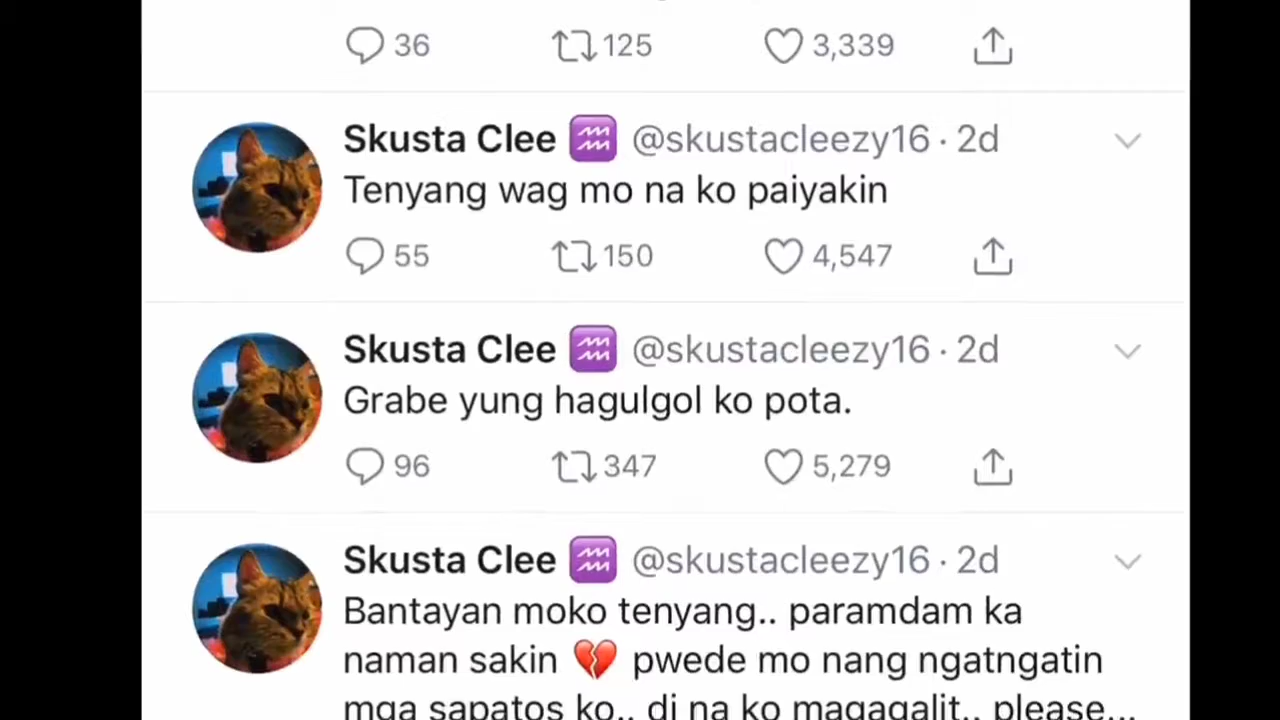 36 125 3,339
Skusta Clee ♒ @skustacleezy16 · 2d
Tenyang wag mo na ko paiyakin
55 150 4,547
Skusta Clee ♒ @skustacleezy16 · 2d
Grabe yung hagulgol ko pota.
96 347 5,279
Skusta Clee ♒ @skustacleezy16 · 2d
Bantayan moko tenyang.. paramdam ka
naman sakin 💔 pwede mo nang ngatngatin
mga sapatos ko.. di na ko magagalit.. please...